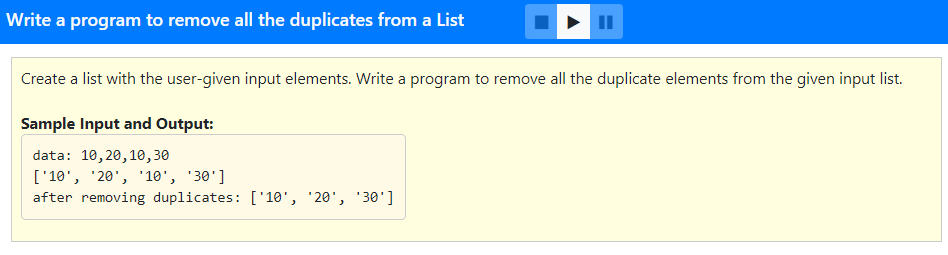 Write a program to remove all the duplicates from a List
Create a list with the user-given input elements. Write a program to remove all the duplicate elements from the given input list.
Sample Input and Output:
data: 10,20,10,30
['10', '20', '10', '30']
after removing duplicates: ['10', '20', '30']